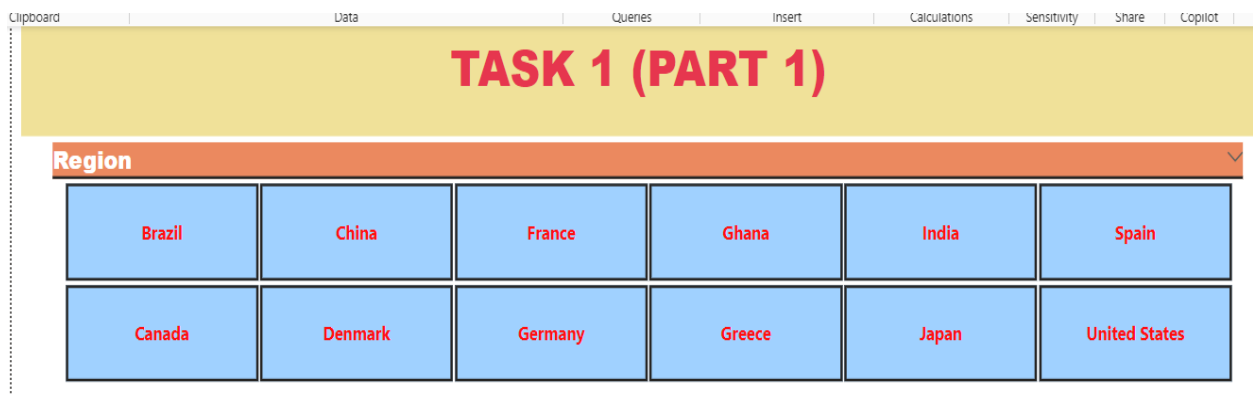 Clipboard Data Queries Insert Calculations Sensitivity Share Copilot
TASK 1 (PART 1)
Region
Brazil China France Ghana India Spain
Canada Denmark Germany Greece Japan United States